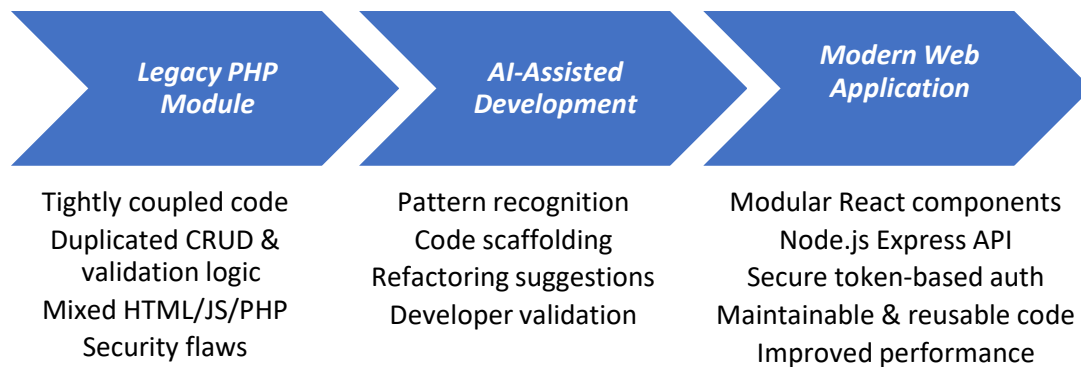 Legacy PHP
Module
Tightly coupled code
Duplicated CRUD &
validation logic
Mixed HTML/JS/PHP
Security flaws
AI-Assisted
Development
Pattern recognition
Code scaffolding
Refactoring suggestions
Developer validation
Modern Web
Application
Modular React components
Node.js Express API
Secure token-based auth
Maintainable & reusable code
Improved performance